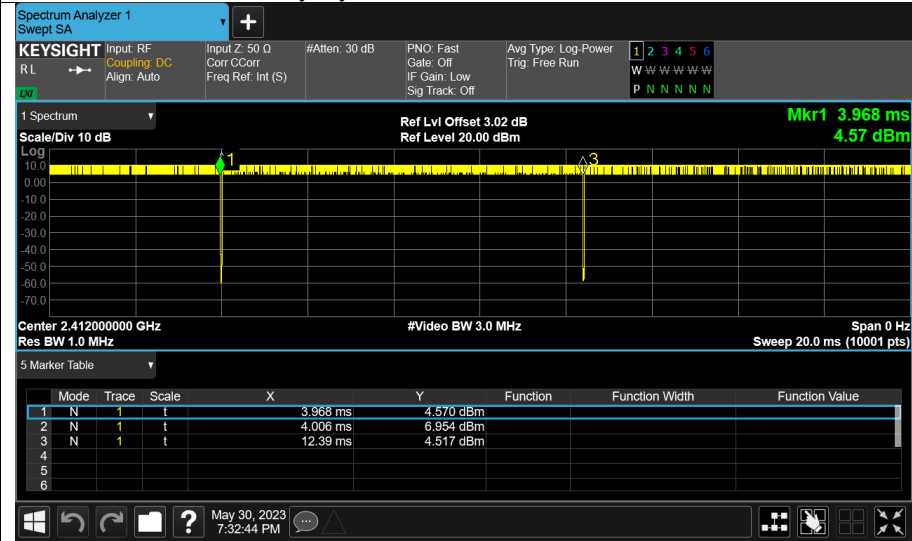 Spectrum Analyzer 1
Swept SA
KEYSIGHT Input: RF Input Z: 50 Ω #Atten: 30 dB PNO: Fast Avg Type: Log-Power 1 2 3 4 5 6
RL Coupling: DC Corr CCorr Gate: Off Trig: Free Run W W W W W W
Align: Auto Freq Ref: Int (S) IF Gain: Low
LXI Sig Track: Off P N N N N N
1 Spectrum Ref Lvl Offset 3.02 dB Mkr1 3.968 ms
Scale/Div 10 dB Ref Level 20.00 dBm 4.57 dBm
Log
1 3
10.0
0.00
-10.0
-20.0
-30.0
-40.0
-50.0
-60.0
-70.0
Center 2.412000000 GHz #Video BW 3.0 MHz Span 0 Hz
Res BW 1.0 MHz Sweep 20.0 ms (10001 pts)
5 Marker Table
Mode Trace Scale X Y Function Function Width Function Value
1 N 1 t 3.968 ms 4.570 dBm
2 N 1 t 4.006 ms 6.954 dBm
3 N 1 t 12.39 ms 4.517 dBm
4
5
6
? May 30, 2023
7:32:44 PM